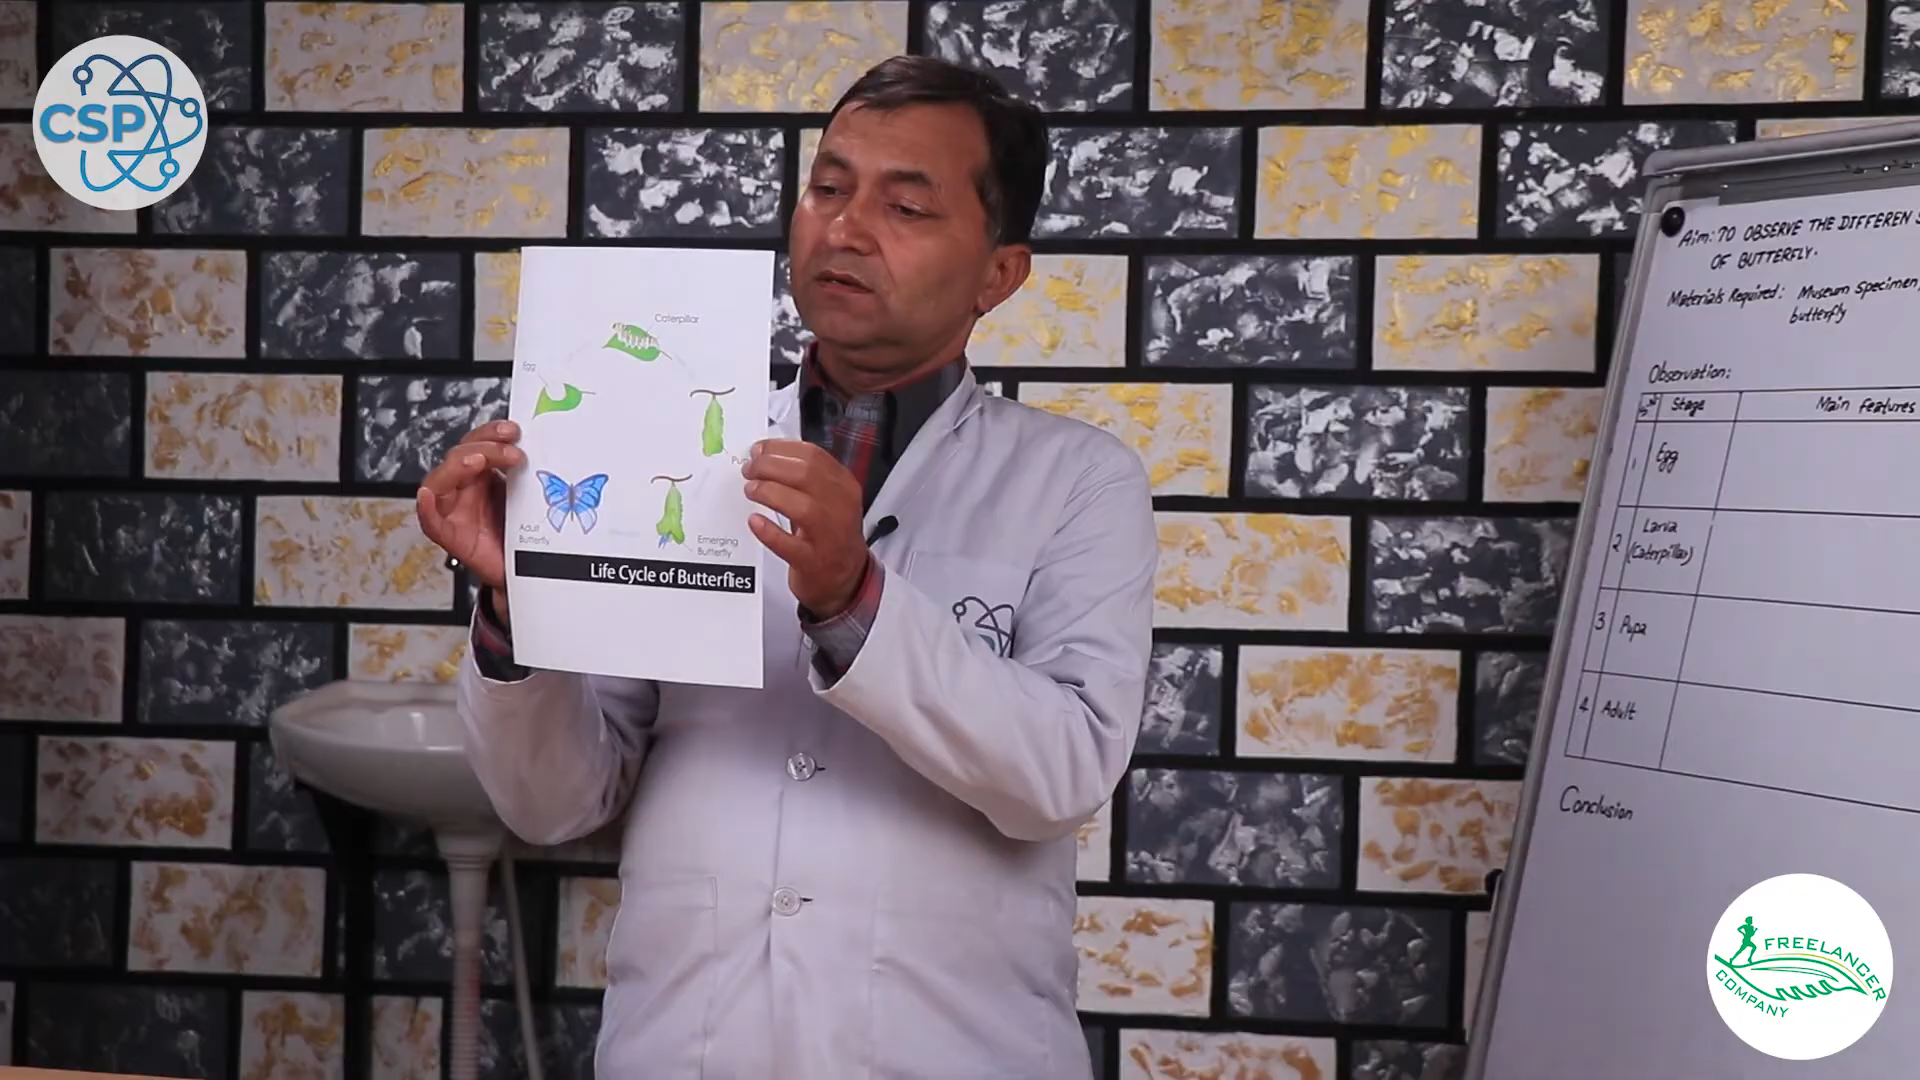 CSP
Caterpillar
Egg
Adult
Butterfly
Emerging
Butterfly
Life Cycle of Butterflies
Aim: TO OBSERVE THE DIFFEREN
OF BUTTERFLY.
Materials Required: Museum Specimen,
butterfly
Observation:
Stage
Main features
1 Egg
2 Larva
(Caterpillar)
3 Pupa
4 Adult
Conclusion
FREELANCER
COMPANY